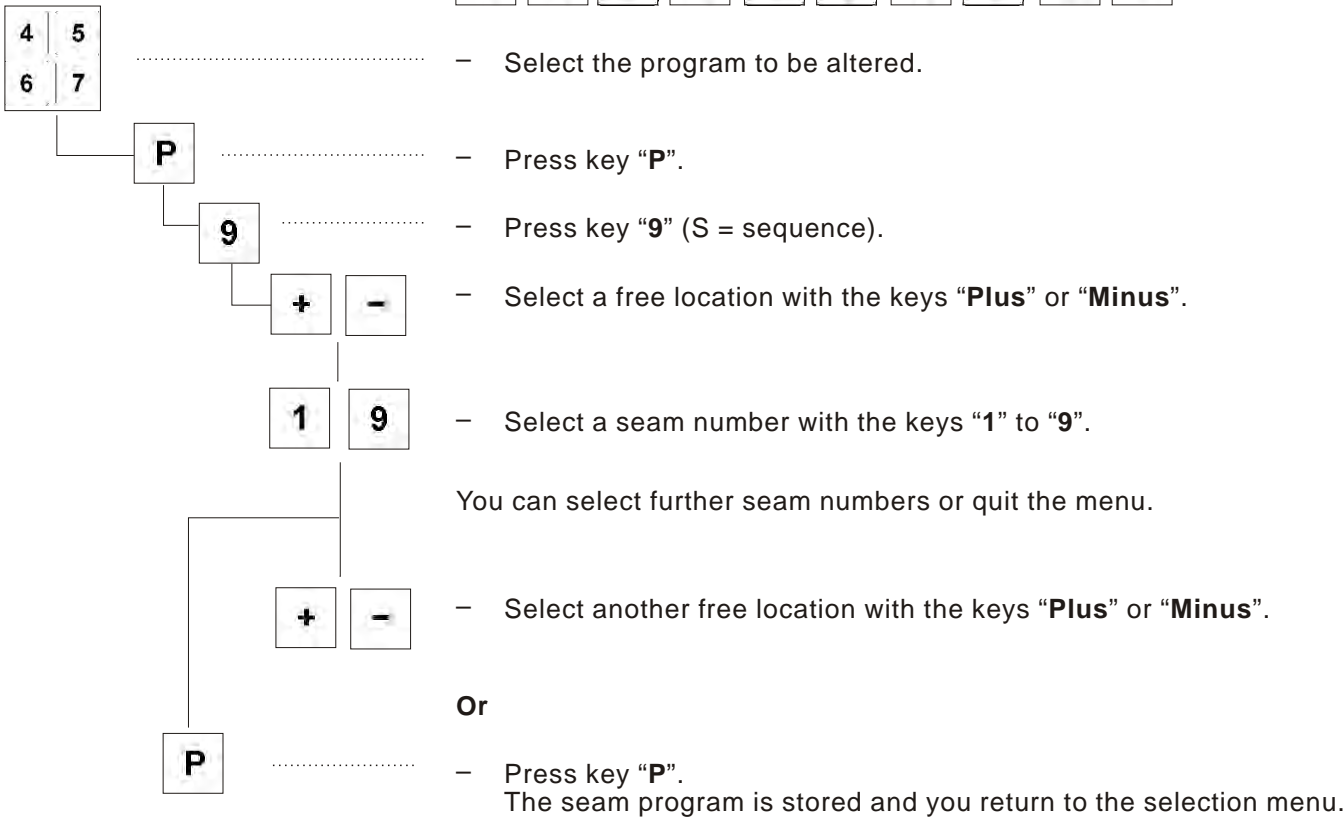 4 5
– Select the program to be altered.
6 7
P – Press key “P”.
9 – Press key “9” (S = sequence).
+ - – Select a free location with the keys “Plus” or “Minus”.
1 9 – Select a seam number with the keys “1” to “9”.
You can select further seam numbers or quit the menu.
+ - – Select another free location with the keys “Plus” or “Minus”.
Or
P – Press key “P”.
The seam program is stored and you return to the selection menu.